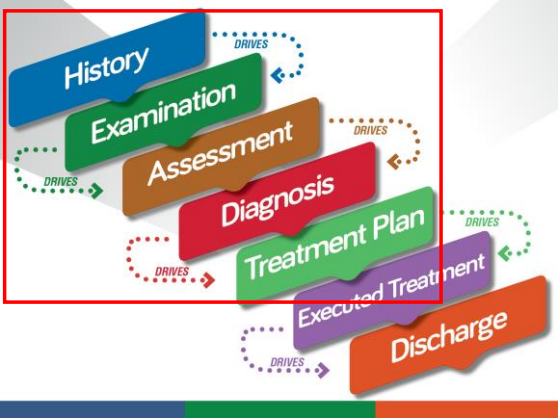 History
DRIVES
Examination
DRIVES
Assessment
DRIVES
Diagnosis
DRIVES
Treatment Plan
DRIVES
Executed Treatment
DRIVES
Discharge